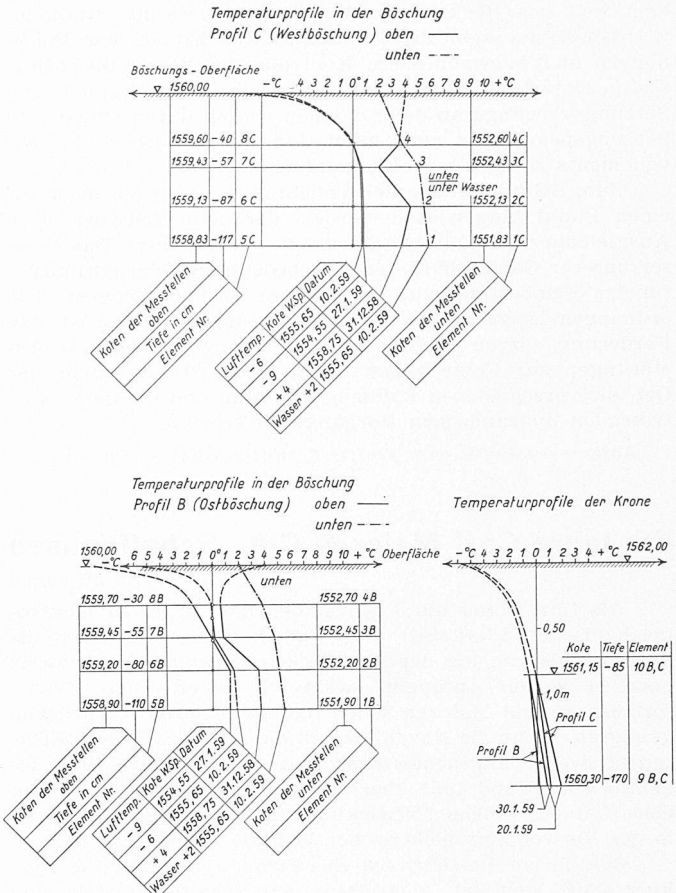 Temperaturprofile in der Böschung
Profil C (Westböschung) oben
unten
Böschungs - Oberfläche
1560,00
-°C 4 3 2 1 0° 1 2 3 4 5 6 7 8 9 10 +°C
1559,60 -40 8C
4
1552,60 4C
1559,43 -57 7C
3
1552,43 3C
unten
unter Wasser
1559,13 -87 6C
2
1552,13 2C
1558,83 -117 5C
1
1551,83 1C
Koten der Messtellen
oben
Tiefe in cm
Element Nr.
Lufttemp. Kote WSp. Datum
-6 1555,65 10.2.59
-9 1554,55 27.1.59
+4 1558,75 31.12.58
Wasser +2 1555,65 10.2.59
Koten der Messtellen
unten
Element Nr.
Temperaturprofile in der Böschung
Profil B (Ostböschung) oben
unten
1560,00
-°C 6 5 4 3 2 1 0° 1 2 3 4 5 6 7 8 9 10 +°C Oberfläche
unten
1559,70 -30 8B
1552,70 4B
1559,45 -55 7B
1552,45 3B
1559,20 -80 6B
1552,20 2B
1558,90 -110 5B
1551,90 1B
Koten der Messtellen
oben
Tiefe in cm
Element Nr.
Lufttemp. Kote WSp. Datum
-9 1554,55 27.1.59
-6 1555,65 10.2.59
+4 1558,75 31.12.58
Wasser +2 1555,65 10.2.59
Koten der Messtellen
unten
Element Nr.
Temperaturprofile der Krone
-°C 4 3 2 1 0 1 2 3 4 +°C 1562,00
0,50
Kote Tiefe Element
1561,15 -85 10 B,C
1,0m
Profil C
Profil B
1560,30 -170 9 B,C
30.1.59
20.1.59